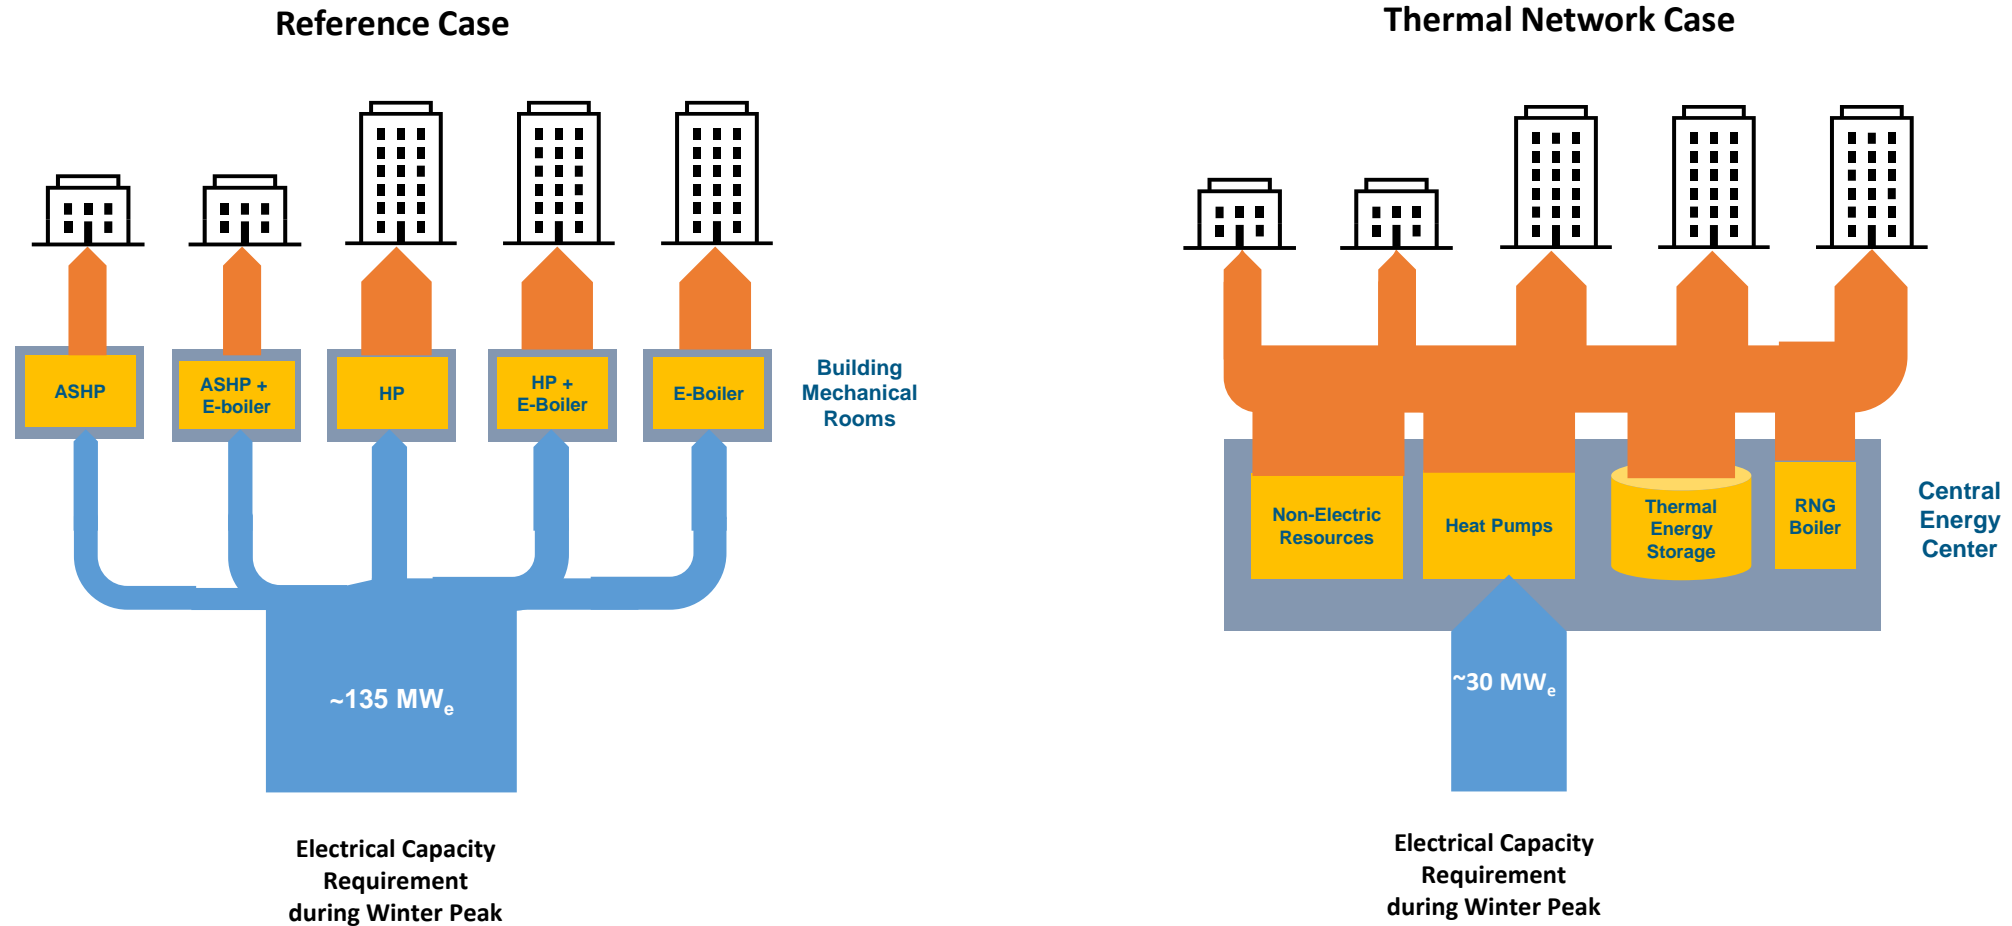 Reference Case
Thermal Network Case
ASHP
ASHP +
E-boiler
HP
HP +
E-Boiler
E-Boiler
Building
Mechanical
Rooms
~135 MWe
Electrical Capacity
Requirement
during Winter Peak
Non-Electric
Resources
Heat Pumps
Thermal
Energy
Storage
RNG
Boiler
Central
Energy
Center
~30 MWe
Electrical Capacity
Requirement
during Winter Peak